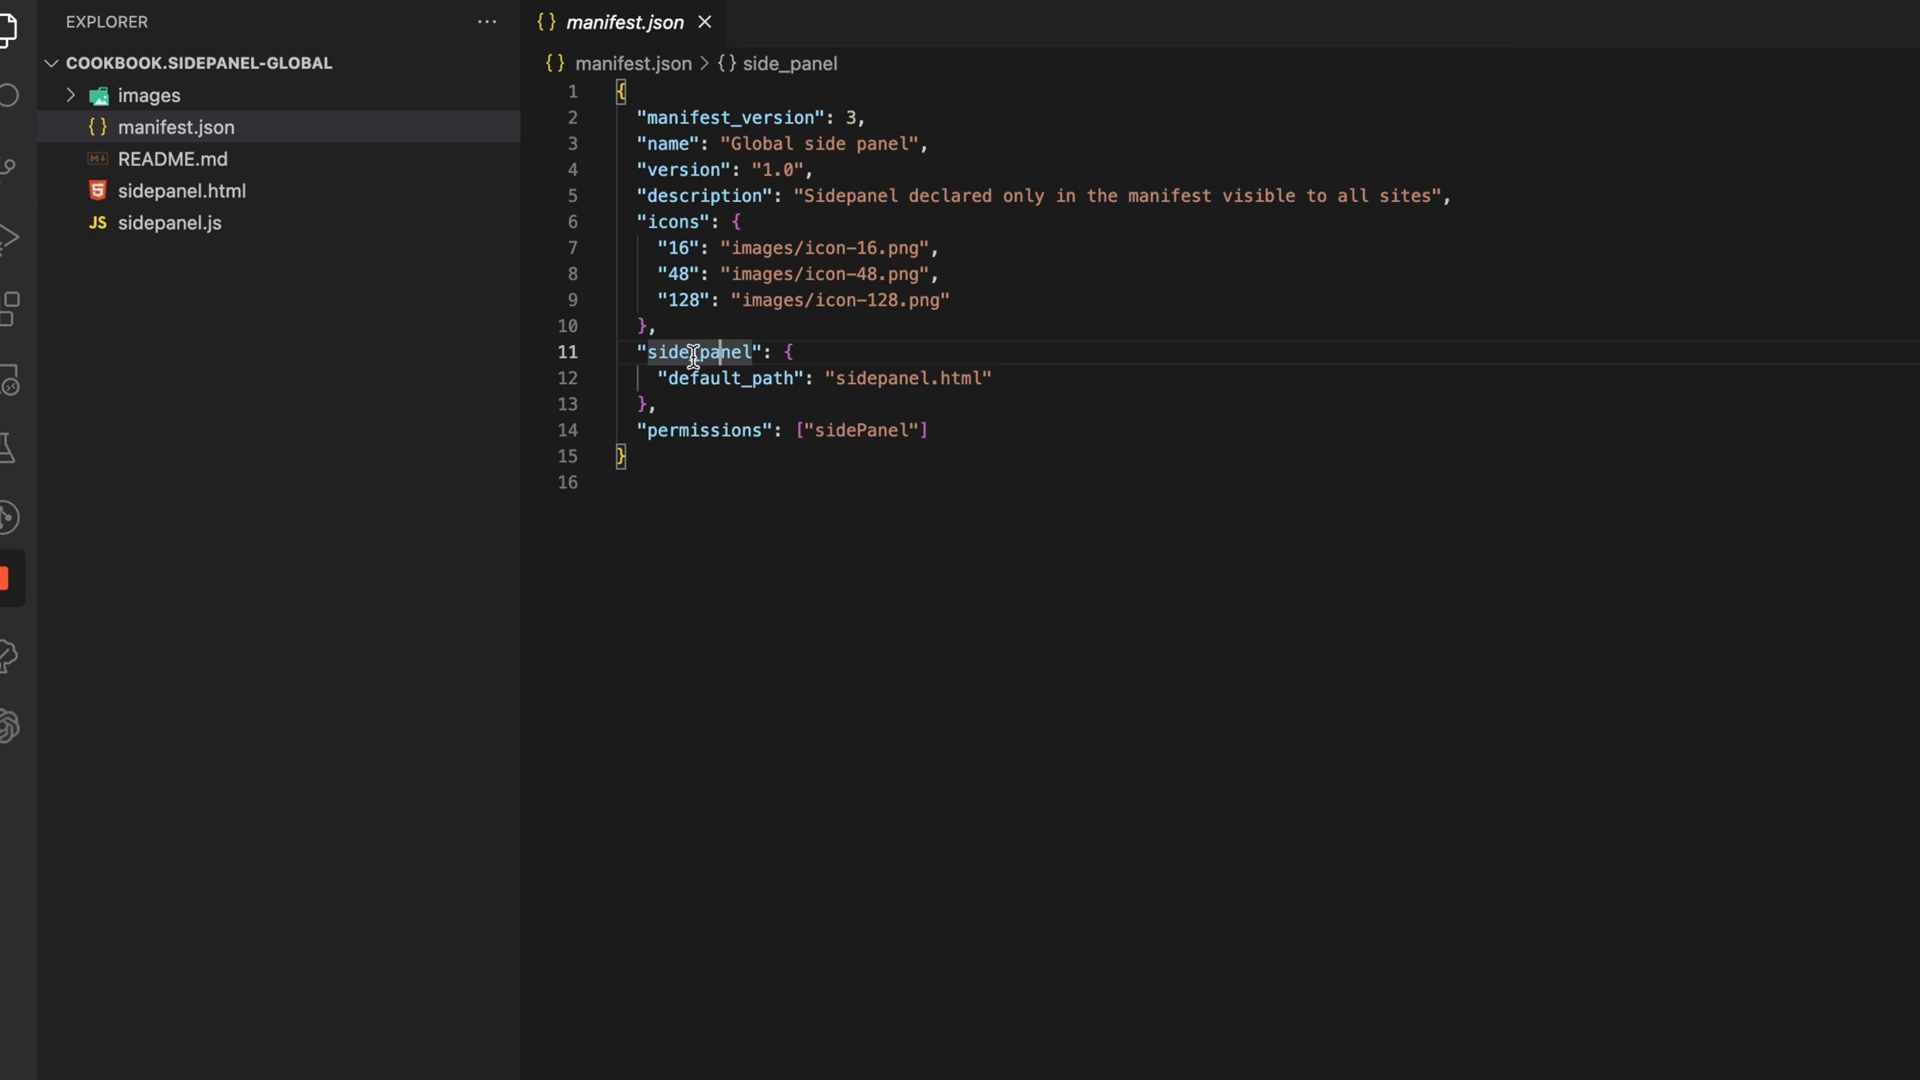 EXPLORER
COOKBOOK.SIDEPANEL-GLOBAL
images
{} manifest.json
M↓ README.md
5 sidepanel.html
JS sidepanel.js
{} manifest.json
{} manifest.json > {} side_panel
1 {
2 "manifest_version": 3,
3 "name": "Global side panel",
4 "version": "1.0",
5 "description": "Sidepanel declared only in the manifest visible to all sites",
6 "icons": {
7 "16": "images/icon-16.png",
8 "48": "images/icon-48.png",
9 "128": "images/icon-128.png"
10 },
11 "side_panel": {
12 "default_path": "sidepanel.html"
13 },
14 "permissions": ["sidePanel"]
15 }
16